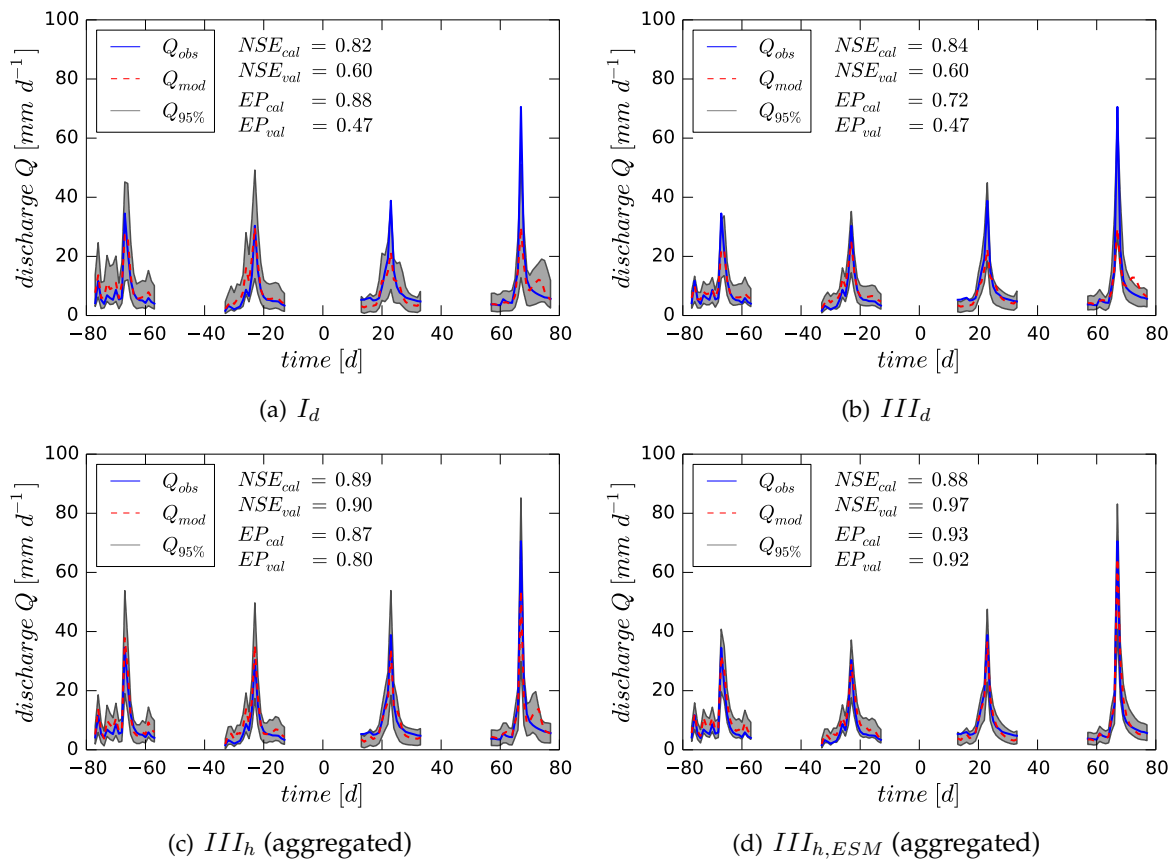 100
80
60
40
20
0
discharge Q [mm d⁻¹]
Q_obs
Q_mod
Q_95%
NSE_cal = 0.82
NSE_val = 0.60
EP_cal = 0.88
EP_val = 0.47
−80 −60 −40 −20 0 20 40 60 80
time [d]
(a) I_d
100
80
60
40
20
0
discharge Q [mm d⁻¹]
Q_obs
Q_mod
Q_95%
NSE_cal = 0.84
NSE_val = 0.60
EP_cal = 0.72
EP_val = 0.47
−80 −60 −40 −20 0 20 40 60 80
time [d]
(b) III_d
100
80
60
40
20
0
discharge Q [mm d⁻¹]
Q_obs
Q_mod
Q_95%
NSE_cal = 0.89
NSE_val = 0.90
EP_cal = 0.87
EP_val = 0.80
−80 −60 −40 −20 0 20 40 60 80
time [d]
(c) III_h (aggregated)
100
80
60
40
20
0
discharge Q [mm d⁻¹]
Q_obs
Q_mod
Q_95%
NSE_cal = 0.88
NSE_val = 0.97
EP_cal = 0.93
EP_val = 0.92
−80 −60 −40 −20 0 20 40 60 80
time [d]
(d) III_h,ESM (aggregated)